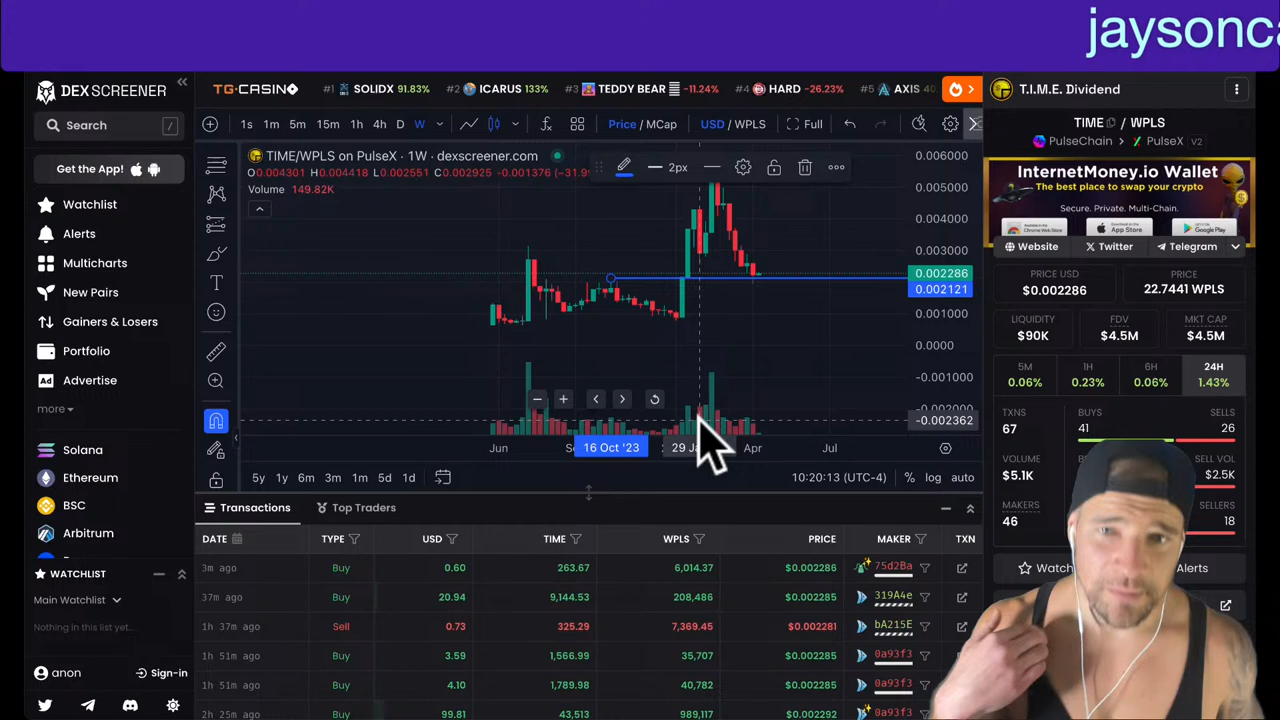 jaysonca
DEX SCREENER
Search
/
Get the App!
Watchlist
Alerts
Multicharts
New Pairs
Gainers & Losers
Portfolio
Ad Advertise
more
Solana
Ethereum
BSC
Arbitrum
WATCHLIST
Main Watchlist
Nothing in this list yet...
anon
Sign-in
TG.CASINO #1 SOLIDX 91.83% #2 ICARUS 133% #3 TEDDY BEAR -11.24% #4 HARD -26.23% #5 AXIS 40.
1s 1m 5m 15m 1h 4h D W Price / MCap USD / WPLS Full
TIME/WPLS on PulseX · 1W · dexscreener.com
2px
O0.004301 H0.004418 L0.002551 C0.002925 -0.001376 (-31.99
Volume 149.82K
0.006000
0.005000
0.004000
0.003000
0.002286
0.002121
0.001000
0.0000
-0.001000
-0.002000
-0.002362
Jun
16 Oct '23
29 Ja
Apr
Jul
5y 1y 6m 3m 1m 5d 1d
10:20:13 (UTC-4) % log auto
Transactions Top Traders
DATE TYPE USD TIME WPLS PRICE MAKER TXN
3m ago Buy 0.60 263.67 6,014.37 $0.002286 75d2Ba
37m ago Buy 20.94 9,144.53 208,486 $0.002285 319A4e
1h 37m ago Sell 0.73 325.29 7,369.45 $0.002281 bA215E
1h 51m ago Buy 3.59 1,566.99 35,707 $0.002285 0a93f3
1h 51m ago Buy 4.10 1,789.98 40,782 $0.002285 0a93f3
2h 25m ago Buy 99.81 43,513 989,117 $0.002292 0a93f3
T.I.M.E. Dividend
TIME / WPLS
PulseChain > PulseX V2
InternetMoney.io Wallet
The best place to swap your crypto
Secure. Private. Multi-Chain.
Website
Twitter
Telegram
PRICE USD
$0.002286
PRICE
22.7441 WPLS
LIQUIDITY
$90K
FDV
$4.5M
MKT CAP
$4.5M
5M
0.06%
1H
0.23%
6H
0.06%
24H
1.43%
TXNS
67
BUYS
41
SELLS
26
VOLUME
$5.1K
SELL VOL
$2.5K
MAKERS
46
SELLERS
18
Watch
Alerts